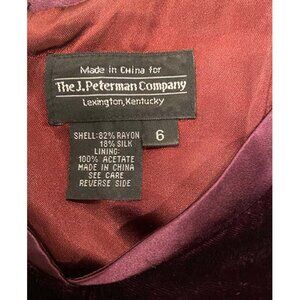 Made in China for
The J. Peterman Company
Lexington, Kentucky
SHELL: 82% RAYON
18% SILK
LINING:
100% ACETATE
MADE IN CHINA
SEE CARE
REVERSE SIDE
6